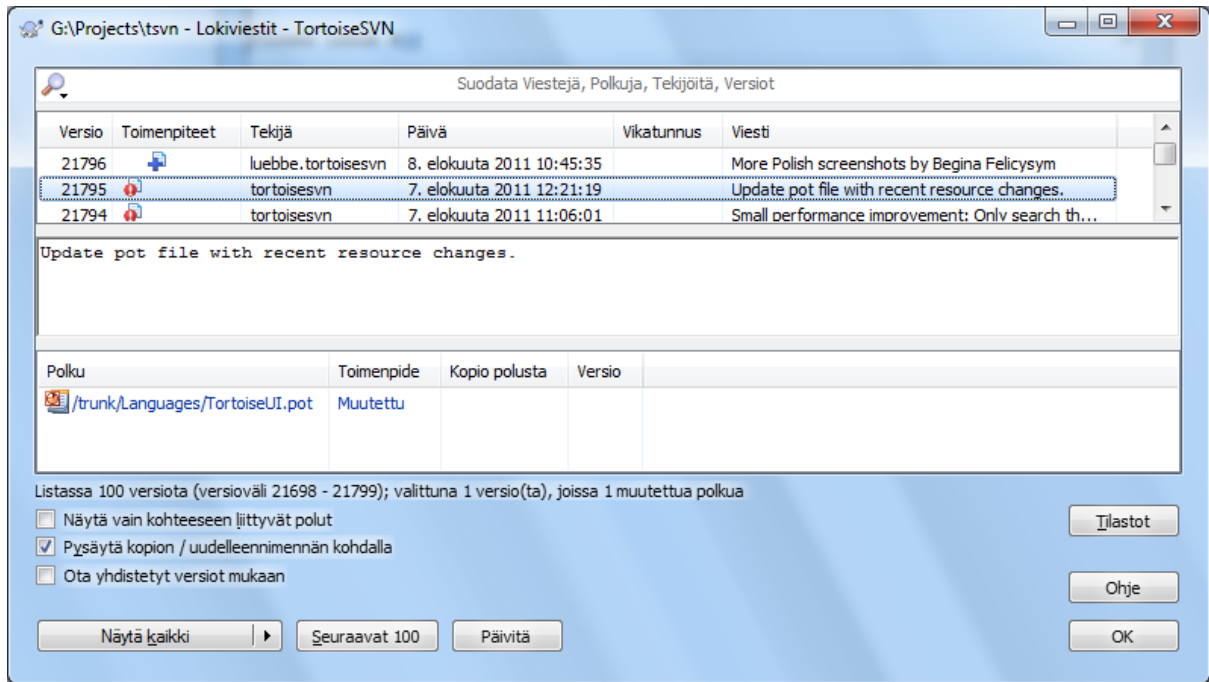 G:\Projects\tsvn - Lokiviestit - TortoiseSVN
Suodata Viestejä, Polkuja, Tekijöitä, Versiot
Versio Toimenpiteet Tekijä Päivä Vikatunnus Viesti
21796 luebbe.tortoisesvn 8. elokuuta 2011 10:45:35 More Polish screenshots by Begina Felicysym
21795 tortoisesvn 7. elokuuta 2011 12:21:19 Update pot file with recent resource changes.
21794 tortoisesvn 7. elokuuta 2011 11:06:01 Small performance improvement: Only search th...
Update pot file with recent resource changes.
Polku Toimenpide Kopio polusta Versio
/trunk/Languages/TortoiseUI.pot Muutettu
Listassa 100 versiota (versioväli 21698 - 21799); valittuna 1 versio(ta), joissa 1 muutettua polkua
Näytä vain kohteeseen liittyvät polut
Tilastot
Pysäytä kopion / uudelleennimennän kohdalla
Ota yhdistetyt versiot mukaan
Ohje
Näytä kaikki Seuraavat 100 Päivitä OK